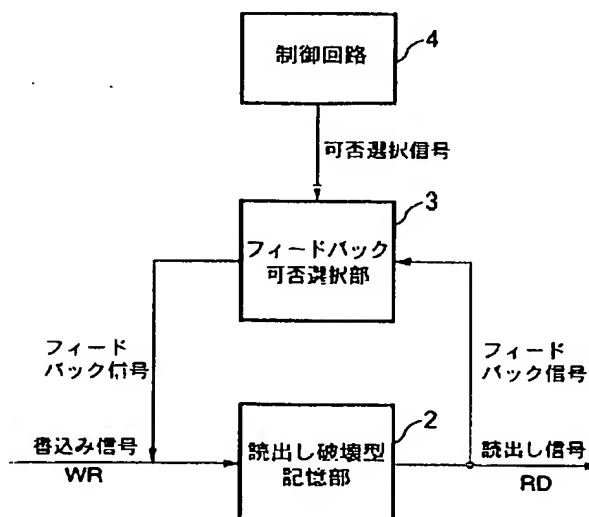 制御回路
4
可否選択信号
3
フィードバック
可否選択部
フィード
バック信号
フィード
バック信号
2
書込み信号
WR
読出し破壊型
記憶部
読出し信号
RD